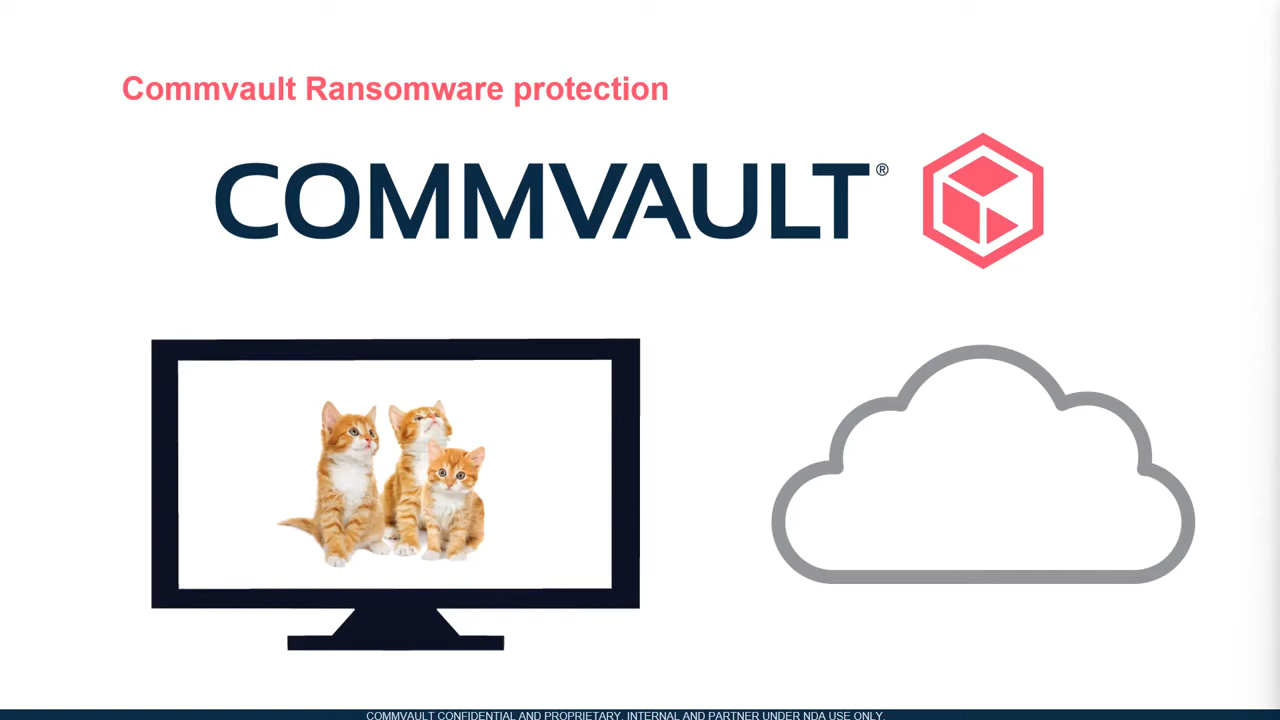 Commvault Ransomware protection
COMMVAULT®
COMMVAULT CONFIDENTIAL AND PROPRIETARY. INTERNAL AND PARTNER UNDER NDA USE ONLY.